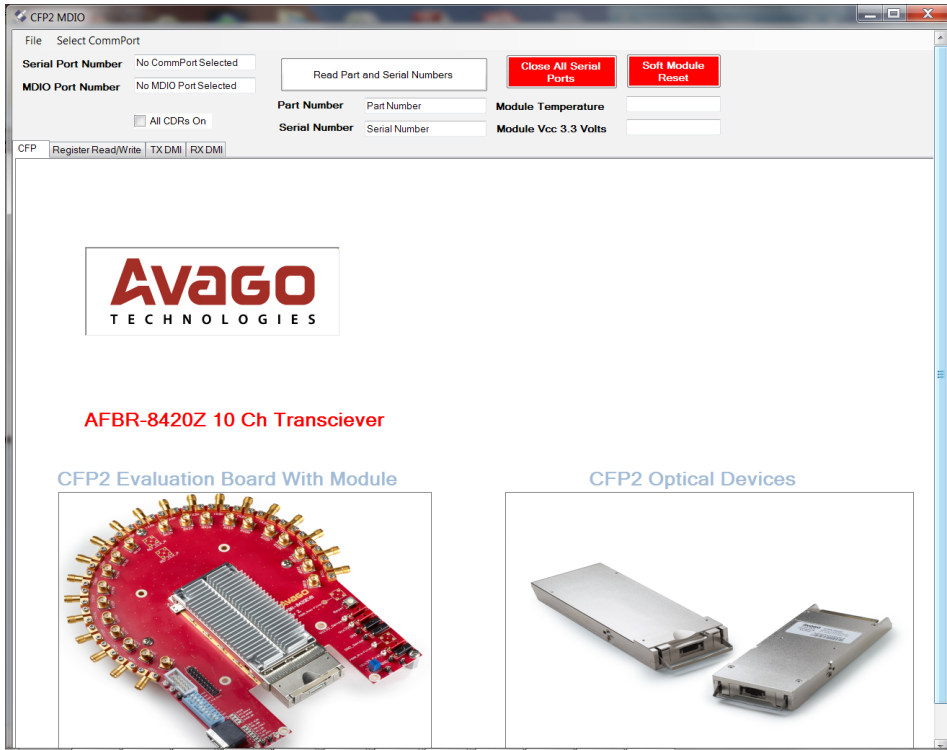 CFP2 MDIO
File Select CommPort
Serial Port Number No CommPort Selected
MDIO Port Number No MDIO Port Selected
All CDRs On
Read Part and Serial Numbers
Close All Serial
Ports
Soft Module
Reset
Part Number Part Number
Module Temperature
Serial Number Serial Number
Module Vcc 3.3 Volts
CFP Register Read/Write TX DMI RX DMI
AVAGO
TECHNOLOGIES
AFBR-8420Z 10 Ch Transciever
CFP2 Evaluation Board With Module
CFP2 Optical Devices
AVAGO